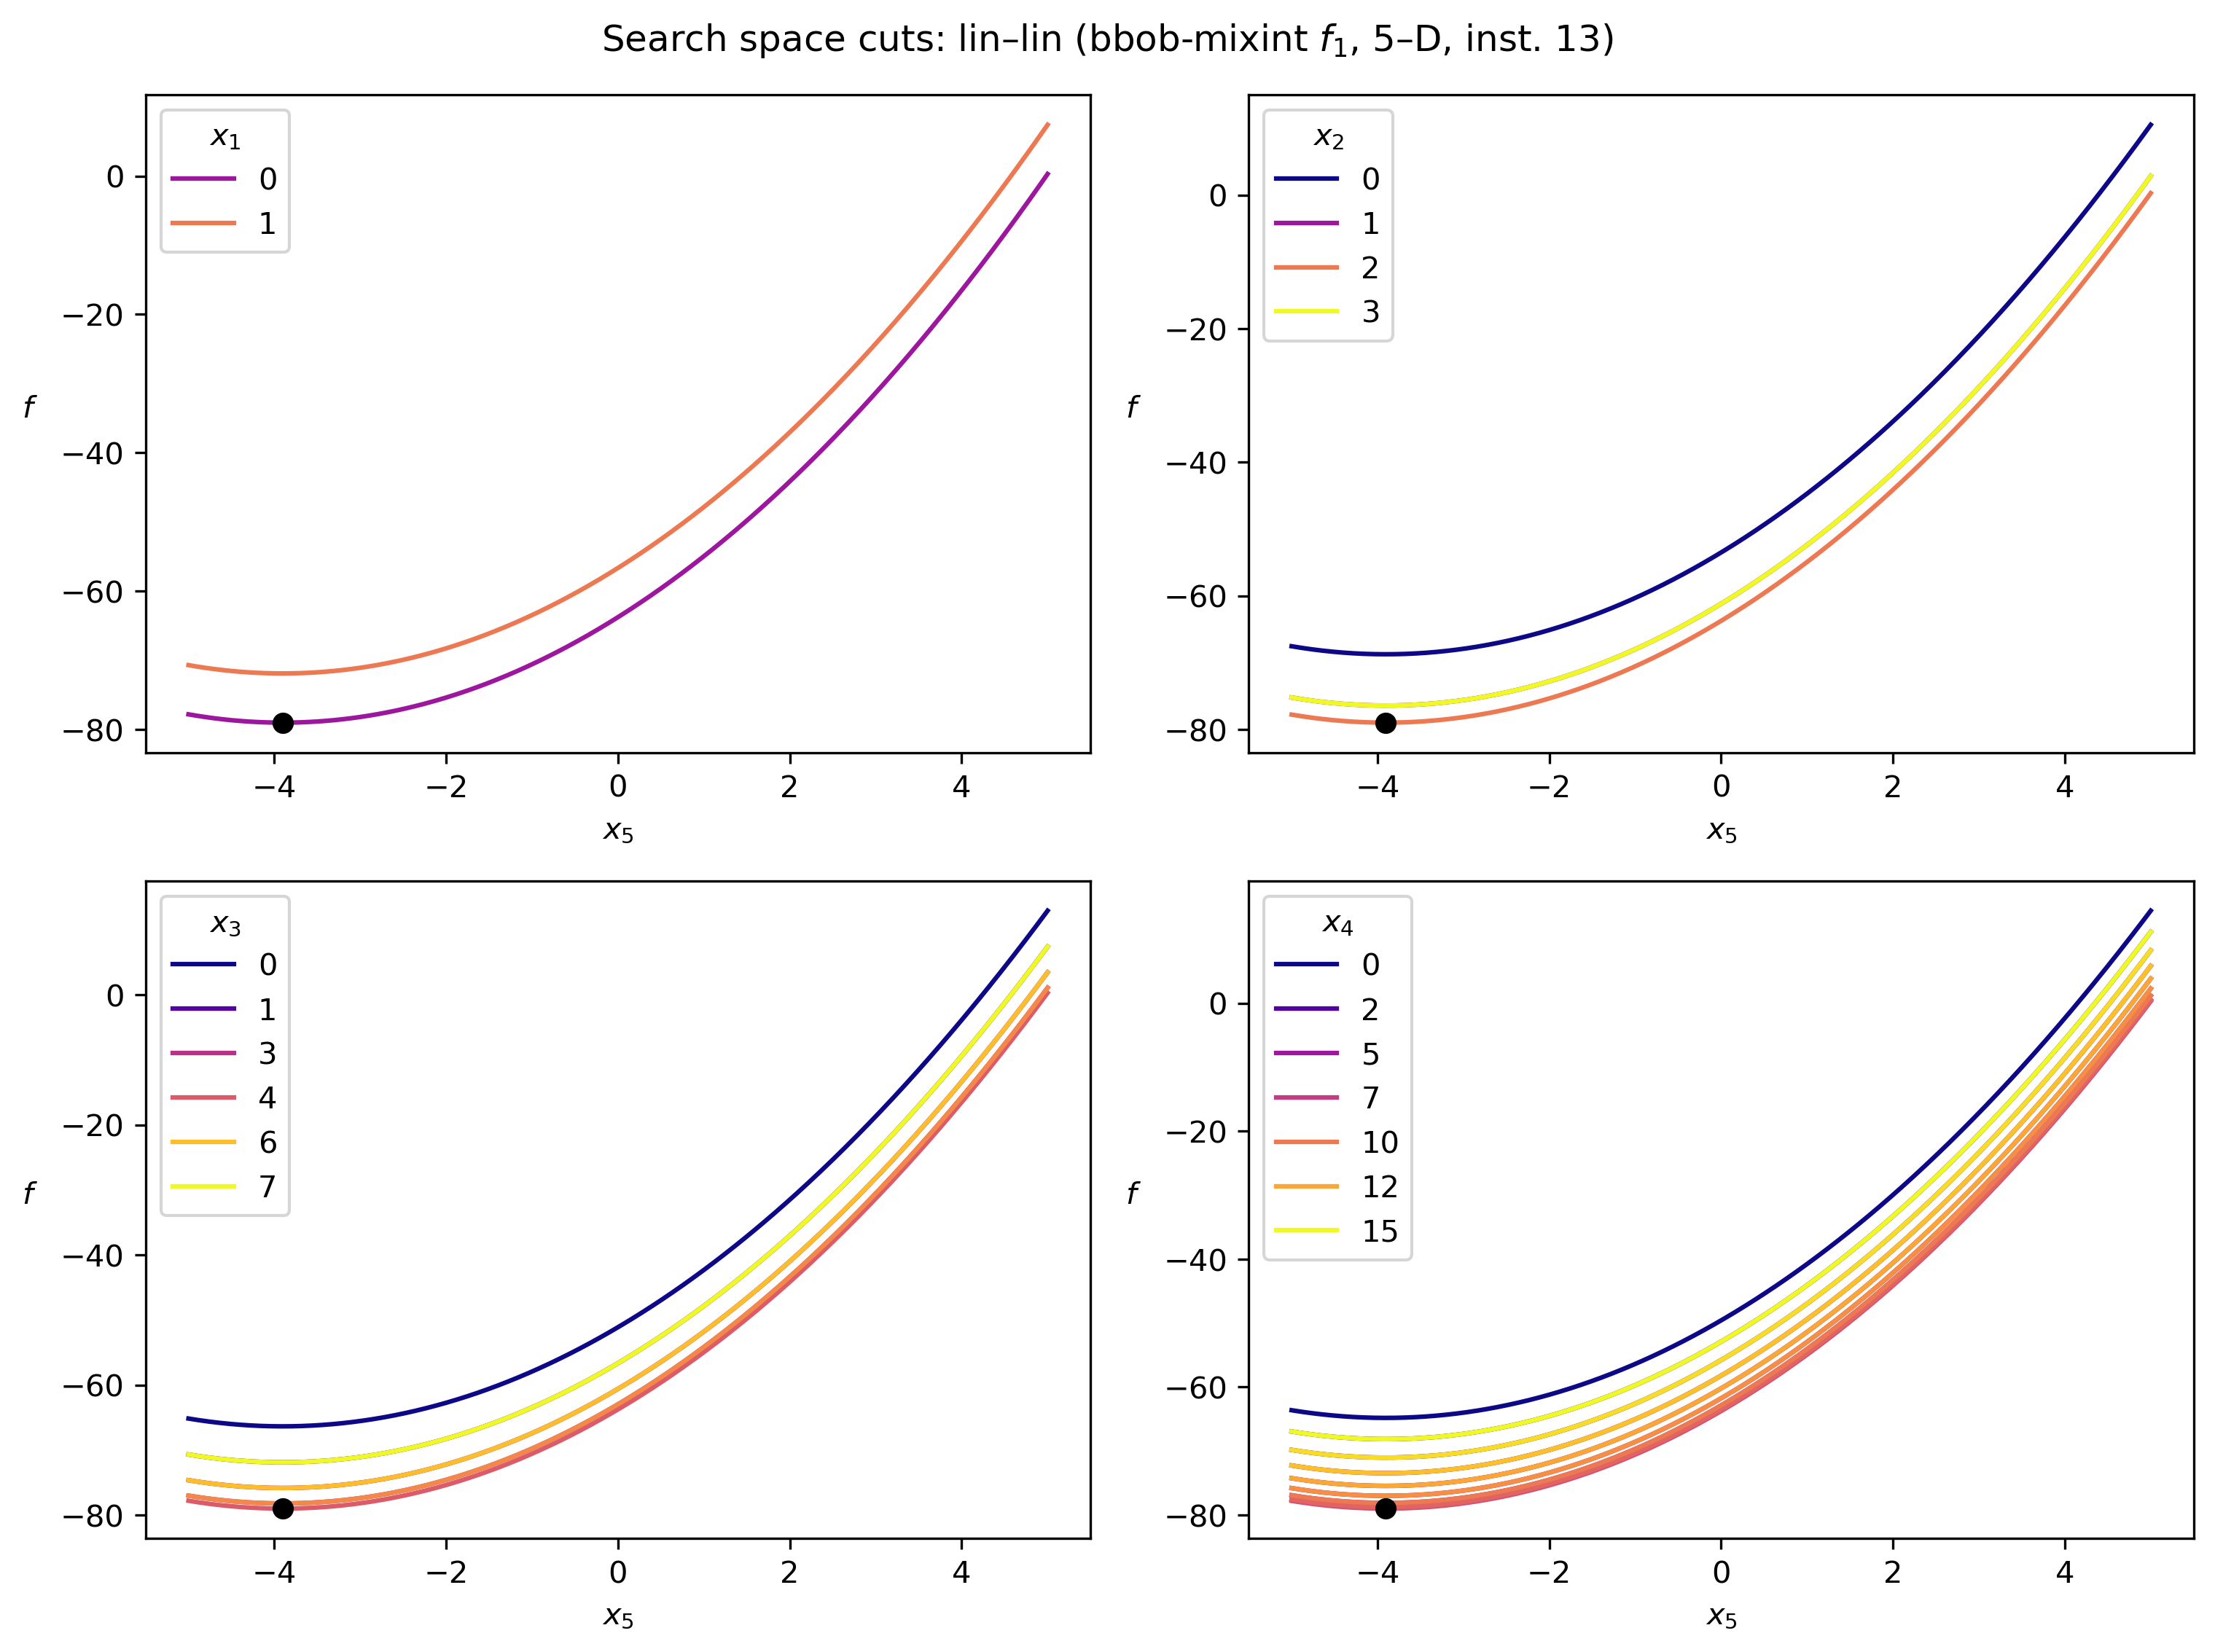 Search space cuts: lin–lin (bbob-mixint f₁, 5–D, inst. 13)
x₁
0
1
0
−20
−40
−60
−80
f
−4 −2 0 2 4
x₅
x₂
0
1
2
3
0
−20
−40
−60
−80
f
−4 −2 0 2 4
x₅
x₃
0
1
3
4
6
7
0
−20
−40
−60
−80
f
−4 −2 0 2 4
x₅
x₄
0
2
5
7
10
12
15
0
−20
−40
−60
−80
f
−4 −2 0 2 4
x₅